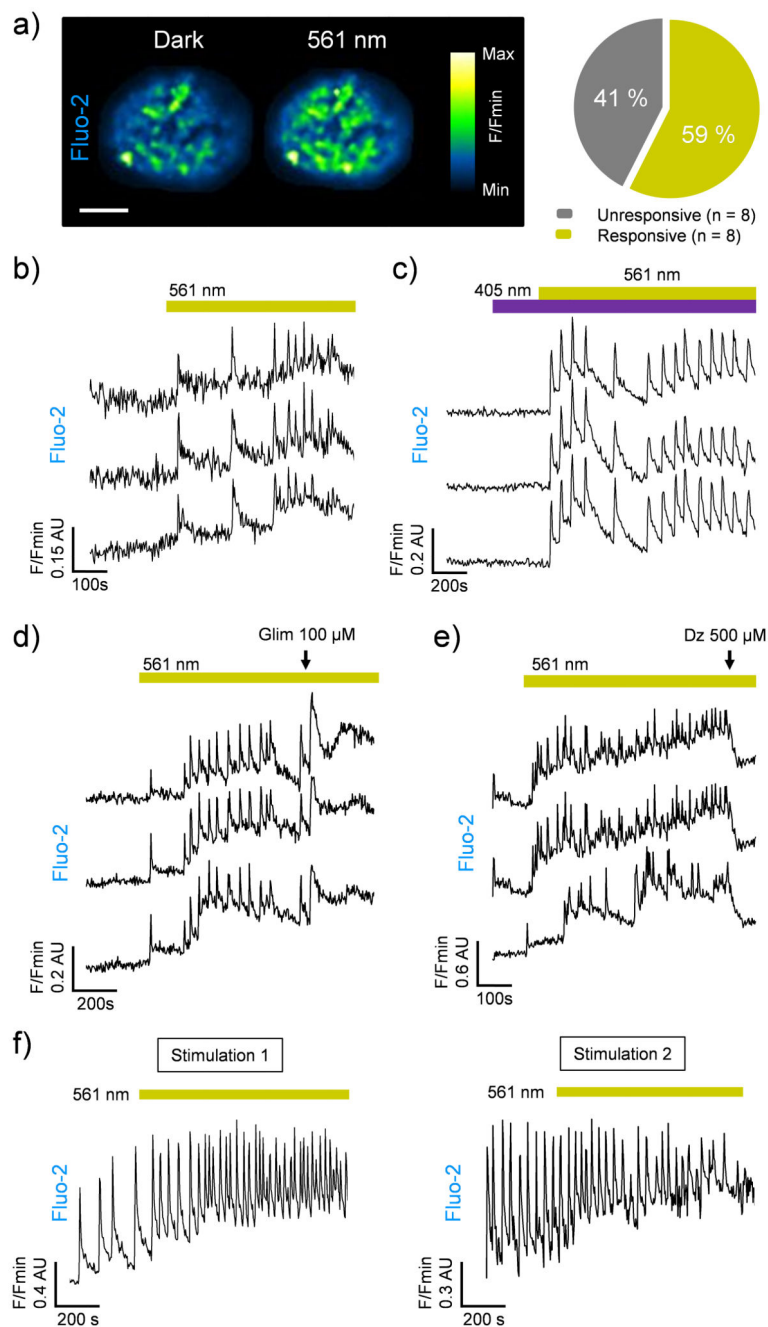 a)
Dark
561 nm
Fluo-2
Max
F/Fmin
Min
41 %
59 %
Unresponsive (n = 8)
Responsive (n = 8)
b)
561 nm
Fluo-2
F/Fmin
0.15 AU
100s
c)
405 nm
561 nm
Fluo-2
F/Fmin
0.2 AU
200s
d)
Glim 100 µM
561 nm
Fluo-2
F/Fmin
0.2 AU
200s
e)
Dz 500 µM
561 nm
Fluo-2
F/Fmin
0.6 AU
100s
f)
Stimulation 1
561 nm
Fluo-2
F/Fmin
0.4 AU
200 s
Stimulation 2
561 nm
Fluo-2
F/Fmin
0.3 AU
200 s